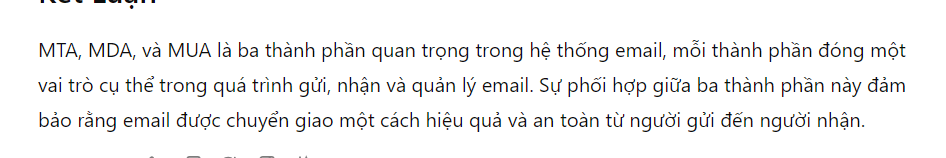 Kết Luận
MTA, MDA, và MUA là ba thành phần quan trọng trong hệ thống email, mỗi thành phần đóng một
vai trò cụ thể trong quá trình gửi, nhận và quản lý email. Sự phối hợp giữa ba thành phần này đảm
bảo rằng email được chuyển giao một cách hiệu quả và an toàn từ người gửi đến người nhận.